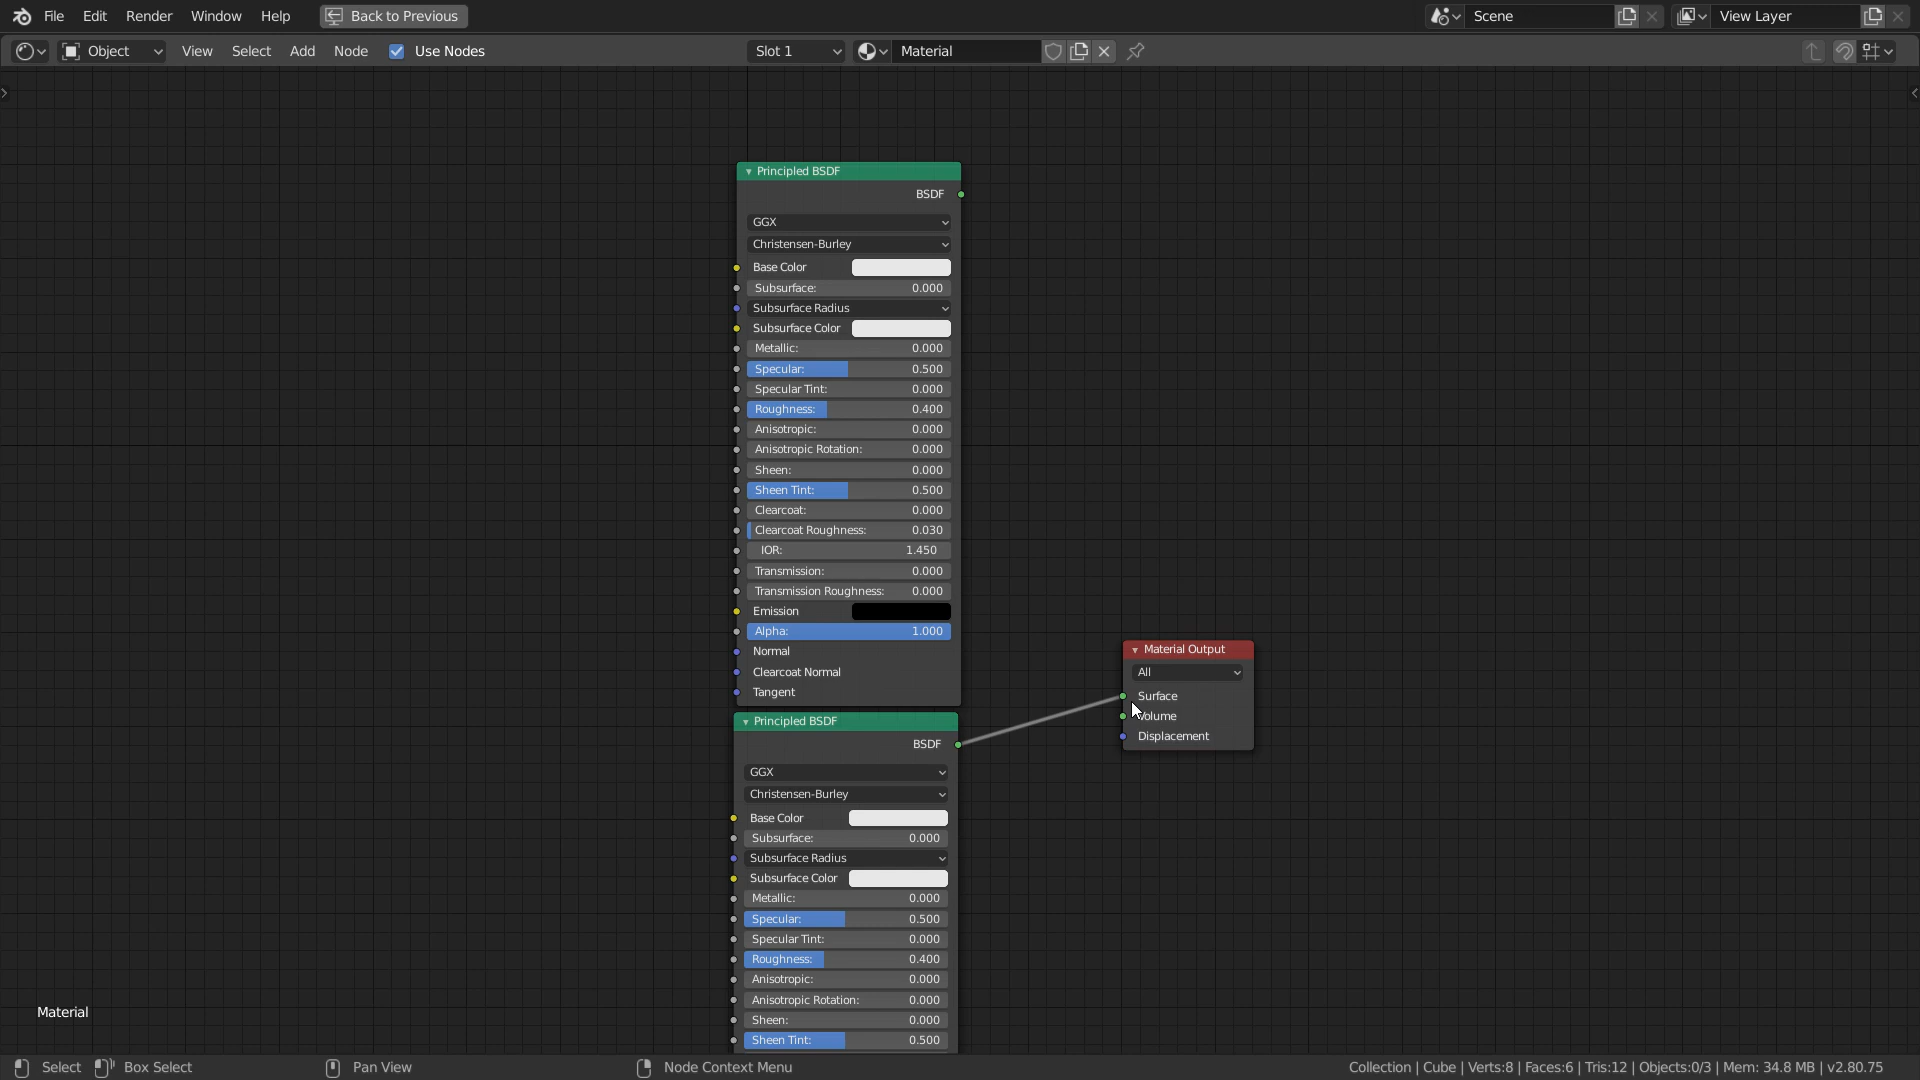 File Edit Render Window Help Back to Previous Scene View Layer
Object View Select Add Node Use Nodes Slot 1 Material
Principled BSDF
BSDF
GGX
Christensen-Burley
Base Color
Subsurface: 0.000
Subsurface Radius
Subsurface Color
Metallic: 0.000
Specular: 0.500
Specular Tint: 0.000
Roughness: 0.400
Anisotropic: 0.000
Anisotropic Rotation: 0.000
Sheen: 0.000
Sheen Tint: 0.500
Clearcoat: 0.000
Clearcoat Roughness: 0.030
IOR: 1.450
Transmission: 0.000
Transmission Roughness: 0.000
Emission
Alpha: 1.000
Normal
Clearcoat Normal
Tangent
Material Output
All
Surface
Volume
Displacement
Principled BSDF
BSDF
GGX
Christensen-Burley
Base Color
Subsurface: 0.000
Subsurface Radius
Subsurface Color
Metallic: 0.000
Specular: 0.500
Specular Tint: 0.000
Roughness: 0.400
Anisotropic: 0.000
Anisotropic Rotation: 0.000
Sheen: 0.000
Sheen Tint: 0.500
Material
Select Box Select Pan View Node Context Menu Collection | Cube | Verts:8 | Faces:6 | Tris:12 | Objects:0/3 | Mem: 34.8 MB | v2.80.75